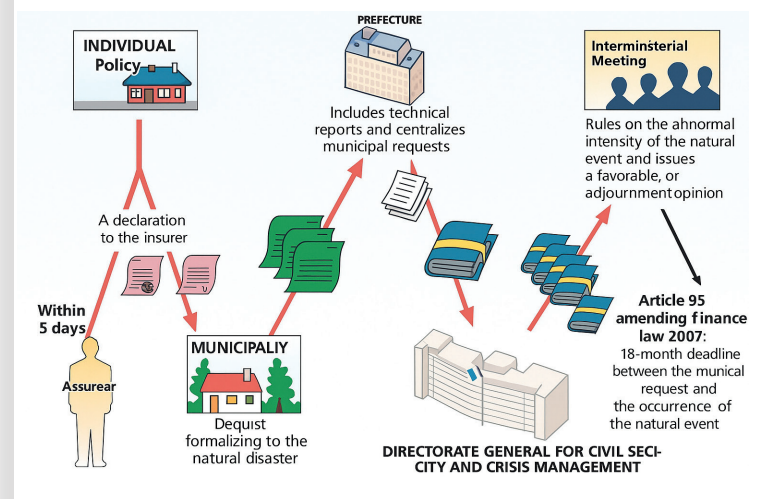 INDIVIDUAL
Policy
A declaration
to the insurer
Within
5 days
Assurear
MUNICIPALIY
Dequist
formalizing to the
natural disaster
PREFECTURE
Includes technical
reports and centralizes
municipal requests
DIRECTORATE GENERAL FOR CIVIL SECI-
CITY AND CRISIS MANAGEMENT
Interministerial
Meeting
Rules on the ahnormal
intensity of the natural
event and issues
a favorable, or
adjournment opinion
Article 95
amending finance
law 2007:
18-month deadline
between the munical
request and
the occurrence of
the natural event